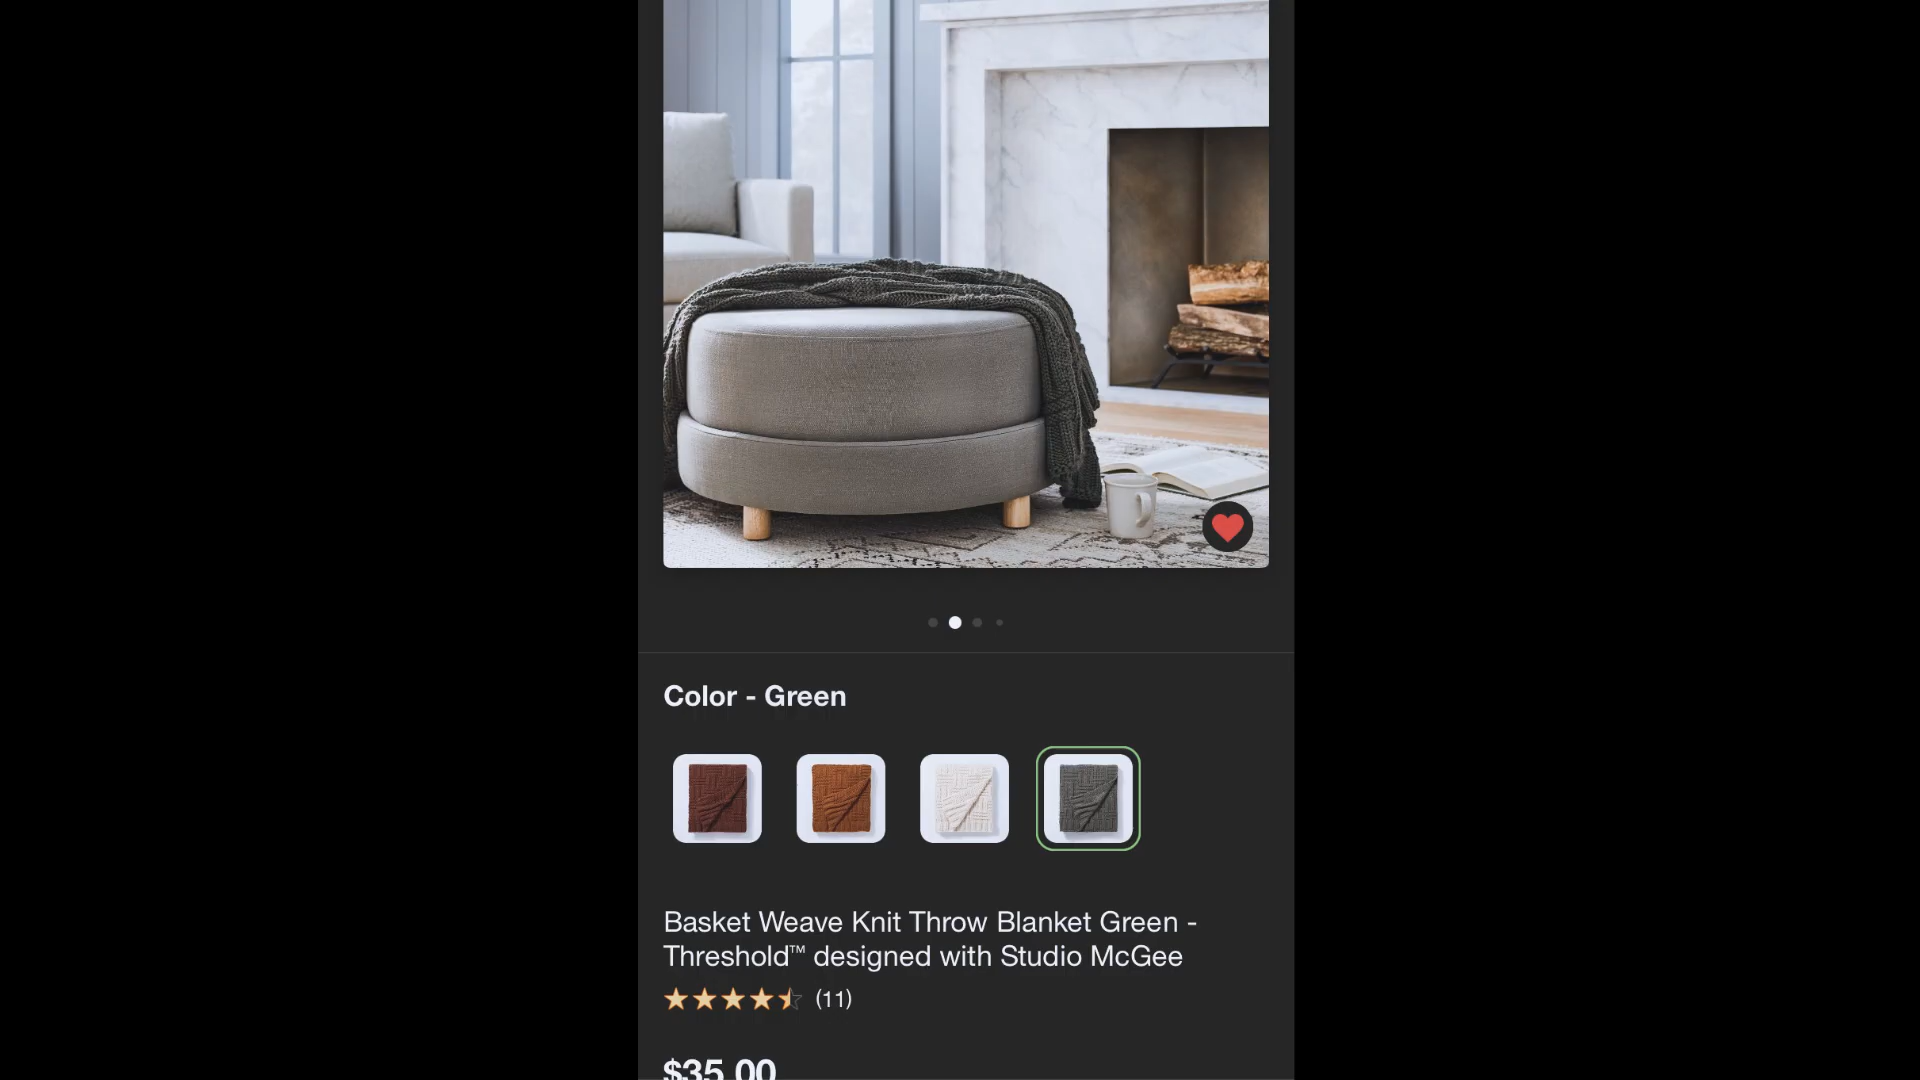 Color - Green
Basket Weave Knit Throw Blanket Green -
Threshold™ designed with Studio McGee
(11)
$35.00